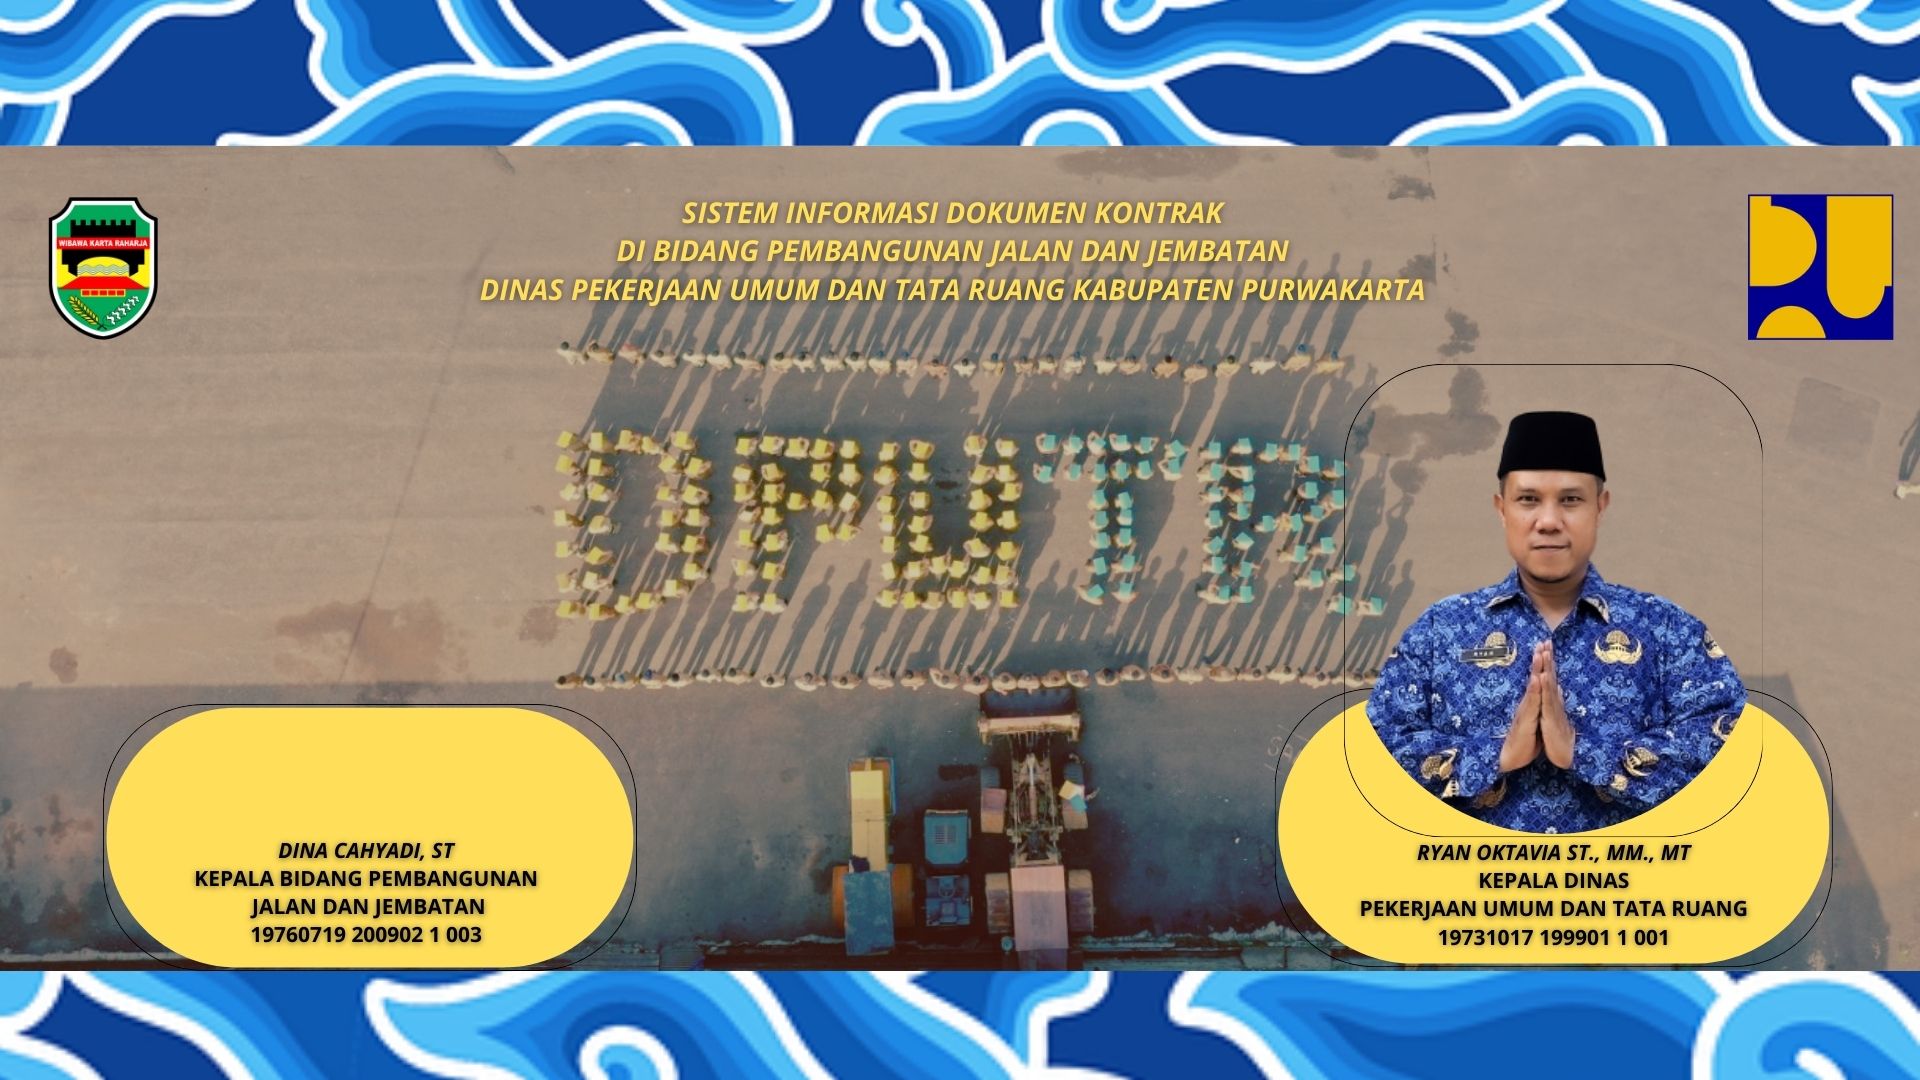 SISTEM INFORMASI DOKUMEN KONTRAK
DI BIDANG PEMBANGUNAN JALAN DAN JEMBATAN
DINAS PEKERJAAN UMUM DAN TATA RUANG KABUPATEN PURWAKARTA
WIBAWA KARTA RAHARJA
DPUTR
RYAN
DINA CAHYADI, ST
KEPALA BIDANG PEMBANGUNAN
JALAN DAN JEMBATAN
19760719 200902 1 003
RYAN OKTAVIA ST., MM., MT
KEPALA DINAS
PEKERJAAN UMUM DAN TATA RUANG
19731017 199901 1 001